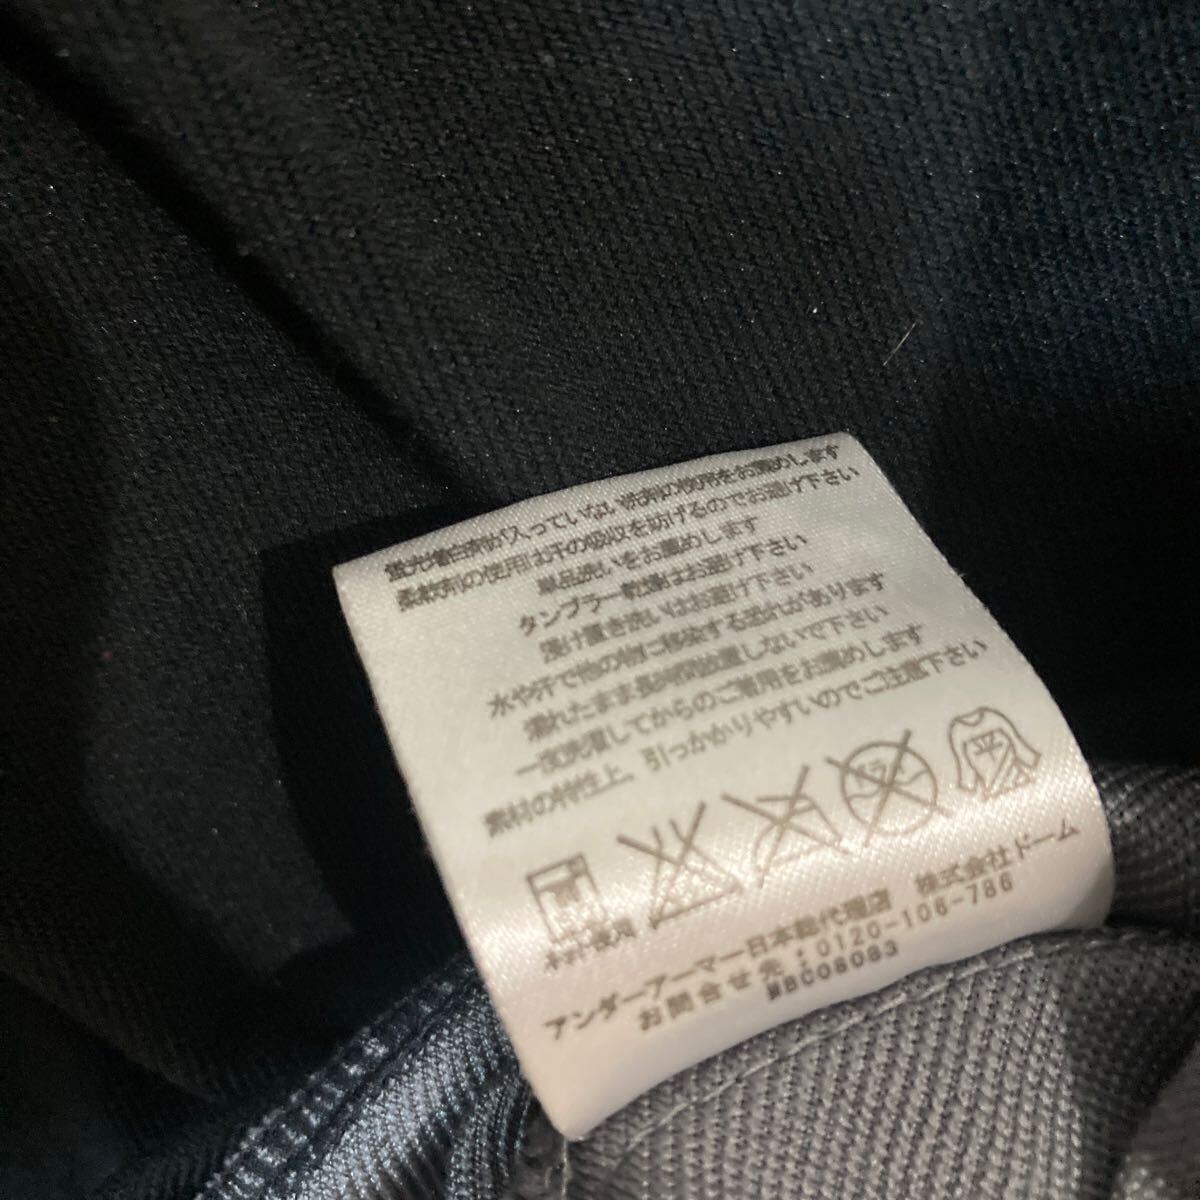 蛍光増白剤が入っていない洗剤の使用をお薦めします
柔軟剤の使用は汗の吸収を妨げるのでお避け下さい
単品洗いをお薦めします
タンブラー乾燥はお避け下さい
浸け置き洗いはお避け下さい
水や汗で他の物に移染する恐れがあります
濡れたまま長時間放置しないで下さい
一度洗濯してからのご着用をお薦めします
素材の特性上、引っかかりやすいのでご注意下さい
ドライ 平
ネット使用
アンダーアーマー日本総代理店 株式会社ドーム
お問合せ先:0120-106-786
MBC08083